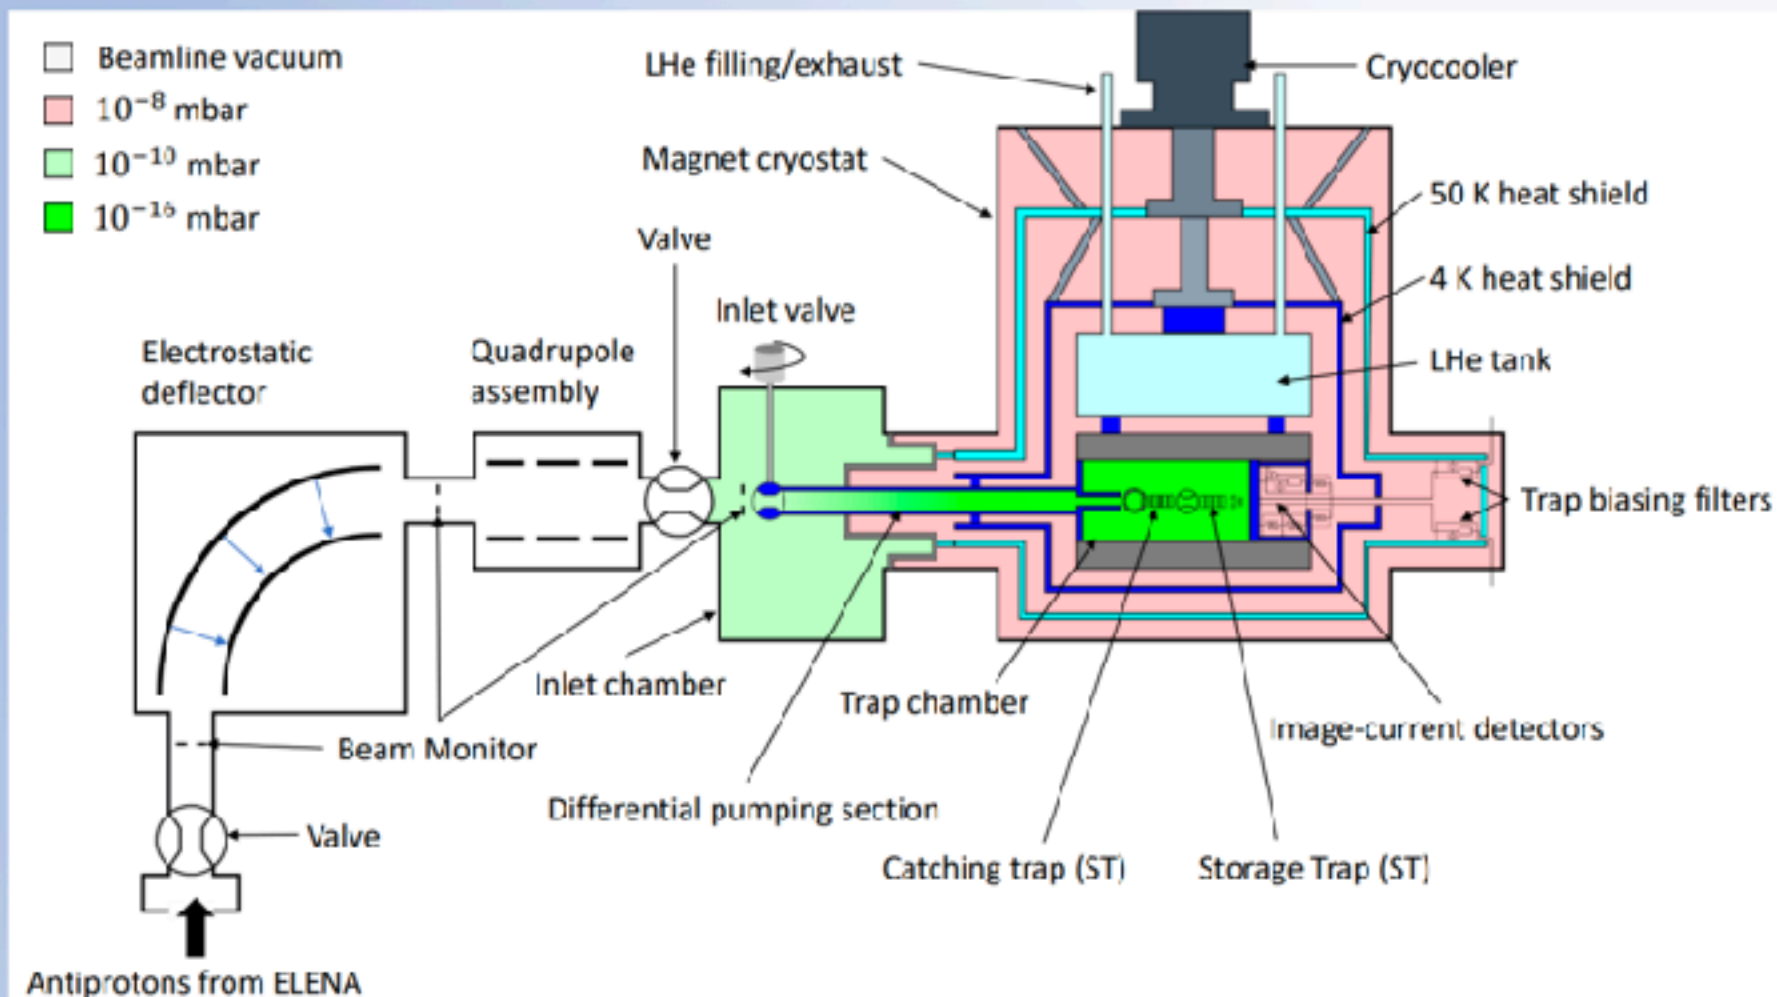 Beamline vacuum
10⁻⁸ mbar
10⁻¹⁰ mbar
10⁻¹⁶ mbar
LHe filling/exhaust
Cryocooler
Magnet cryostat
50 K heat shield
Valve
4 K heat shield
Inlet valve
Electrostatic
deflector
Quadrupole
assembly
LHe tank
Trap biasing filters
Inlet chamber
Trap chamber
Image-current detectors
Beam Monitor
Differential pumping section
Valve
Catching trap (ST)
Storage Trap (ST)
Antiprotons from ELENA